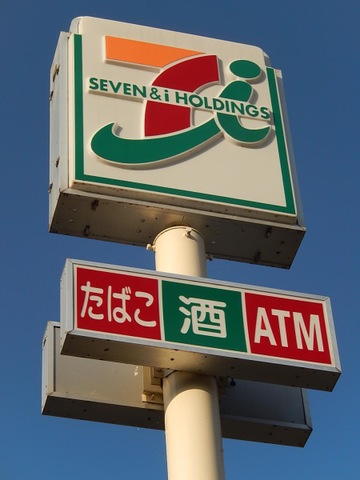 SEVEN & i HOLDINGS
たばこ 酒 ATM